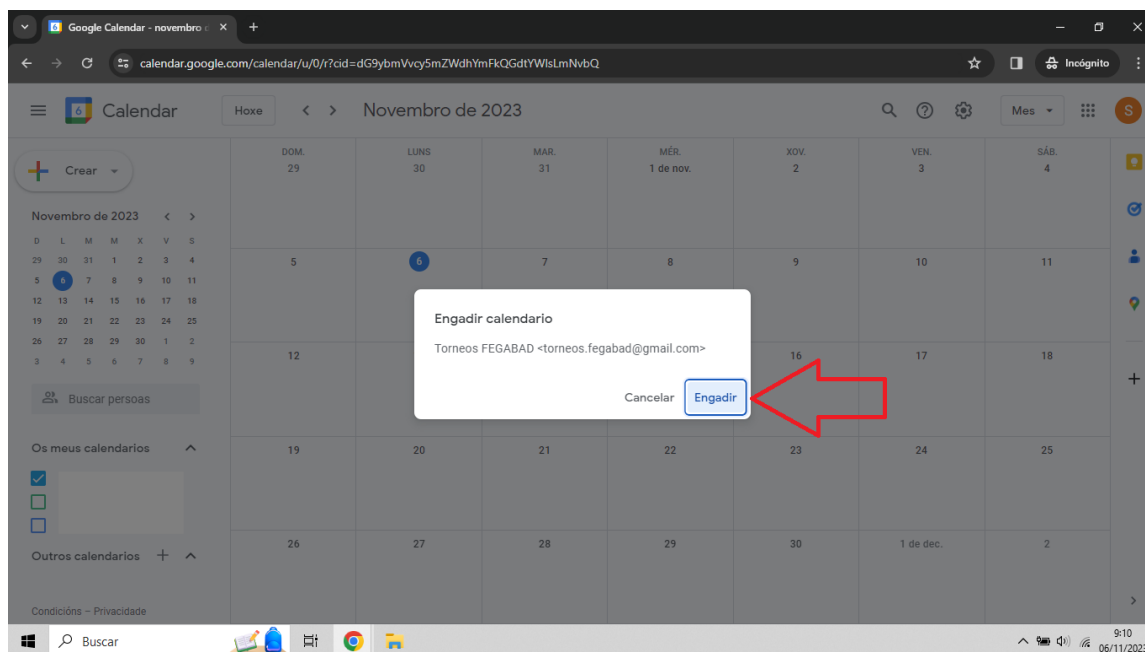 Google Calendar - novembro d
calendar.google.com/calendar/u/0/r?cid=dG9ybmVvcy5mZWdhYmFkQGdtYWlsLmNvbQ
Incógnito
6 Calendar
Hoxe
Novembro de 2023
Mes
S
Crear
Novembro de 2023
D L M M X V S
29 30 31 1 2 3 4
5 6 7 8 9 10 11
12 13 14 15 16 17 18
19 20 21 22 23 24 25
26 27 28 29 30 1 2
3 4 5 6 7 8 9
Buscar persoas
Os meus calendarios
Outros calendarios
Condicións – Privacidade
DOM. LUNS MAR. MÉR. XOV. VEN. SÁB.
29 30 31 1 de nov. 2 3 4
5 6 7 8 9 10 11
Engadir calendario
Torneos FEGABAD <torneos.fegabad@gmail.com>
Cancelar Engadir
12 16 17 18
19 20 21 22 23 24 25
26 27 28 29 30 1 de dec. 2
Buscar
9:10
06/11/2023